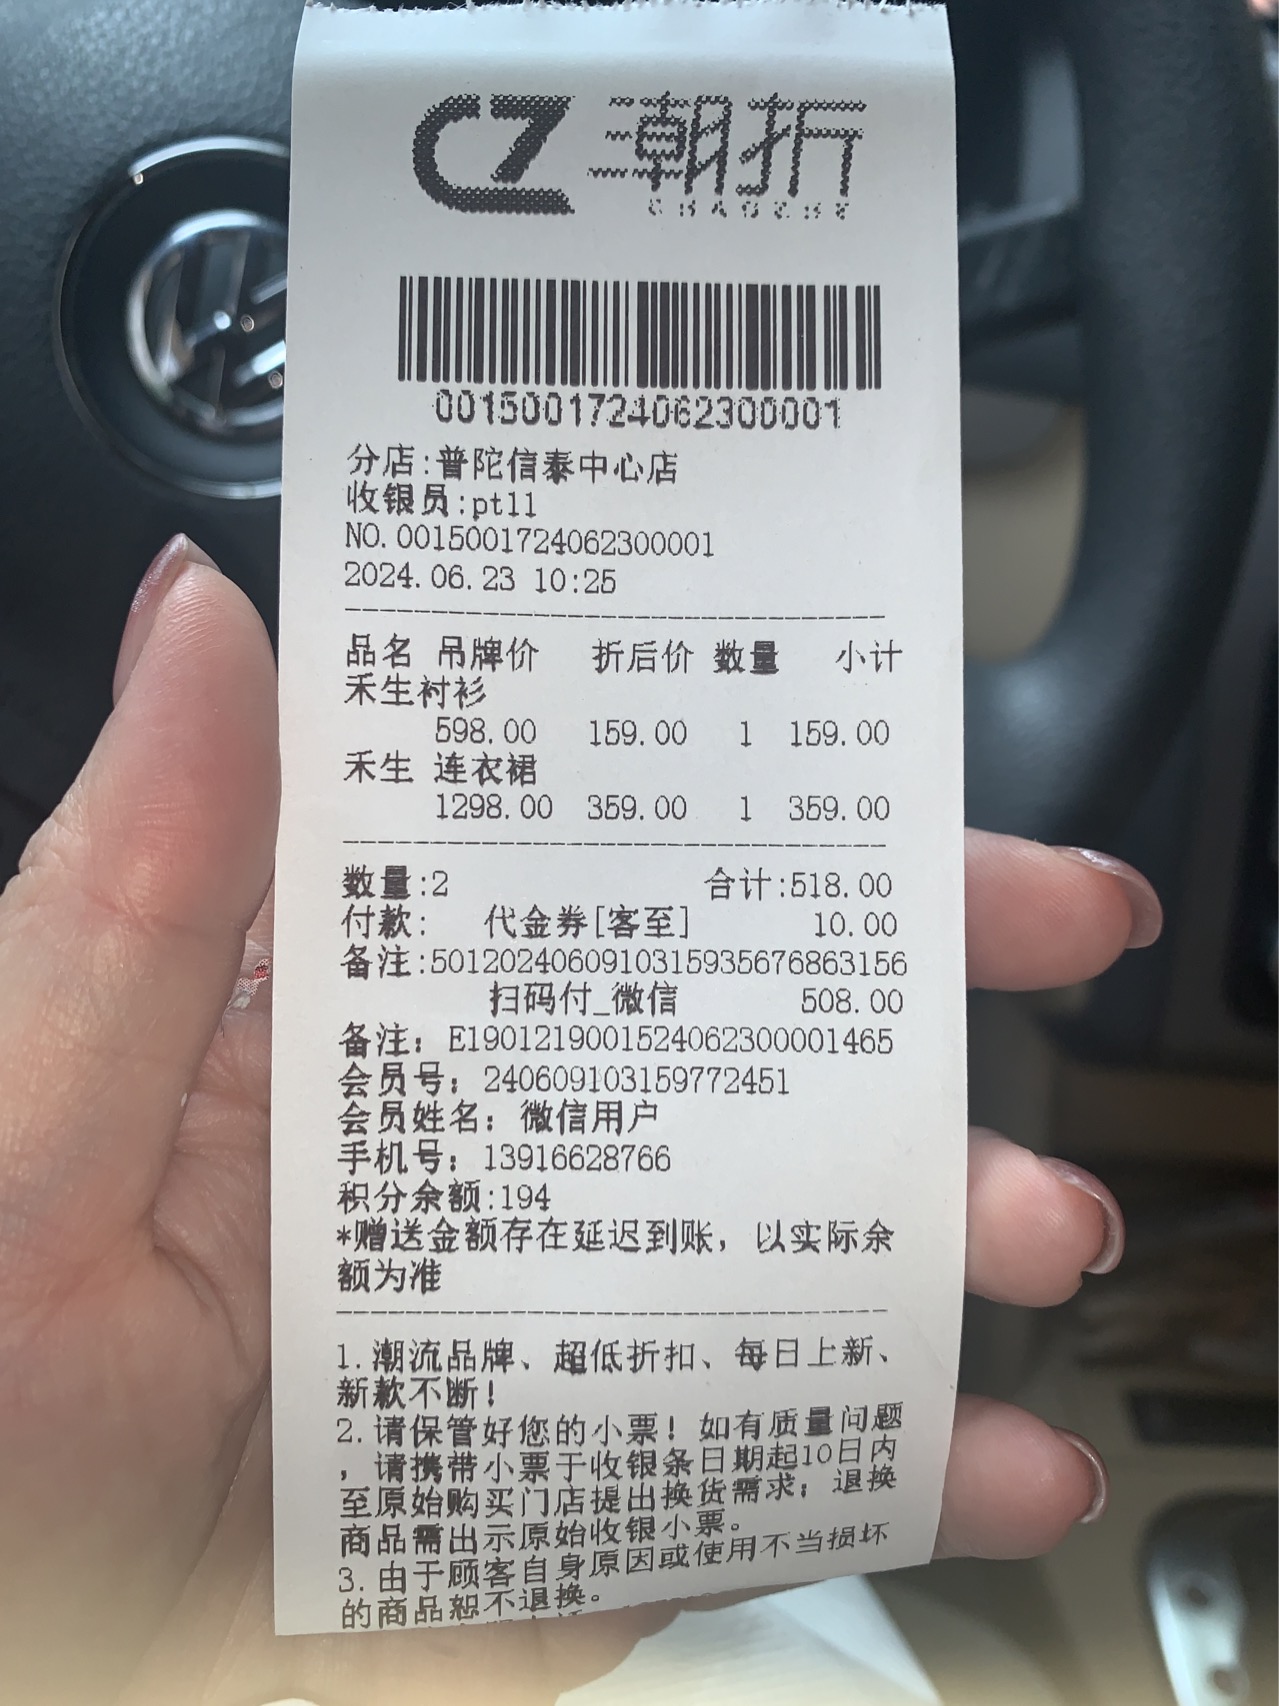 CZ 潮折
CHAOZHE
0015001724062300001
分店:普陀信泰中心店
收银员:pt11
NO.0015001724062300001
2024.06.23 10:25
品名 吊牌价 折后价 数量 小计
禾生衬衫
598.00 159.00 1 159.00
禾生 连衣裙
1298.00 359.00 1 359.00
数量:2 合计:518.00
付款: 代金券[客至] 10.00
备注:5012024060910315935676863156
扫码付_微信 508.00
备注: E19012190015240623000001465
会员号: 240609103159772451
会员姓名: 微信用户
手机号: 13916628766
积分余额:194
*赠送金额存在延迟到账, 以实际余
额为准
1.潮流品牌、超低折扣、每日上新、
新款不断!
2.请保管好您的小票! 如有质量问题
, 请携带小票于收银条日期起10日内
至原始购买门店提出换货需求; 退换
商品需出示原始收银小票。
3.由于顾客自身原因或使用不当损坏
的商品恕不退换。